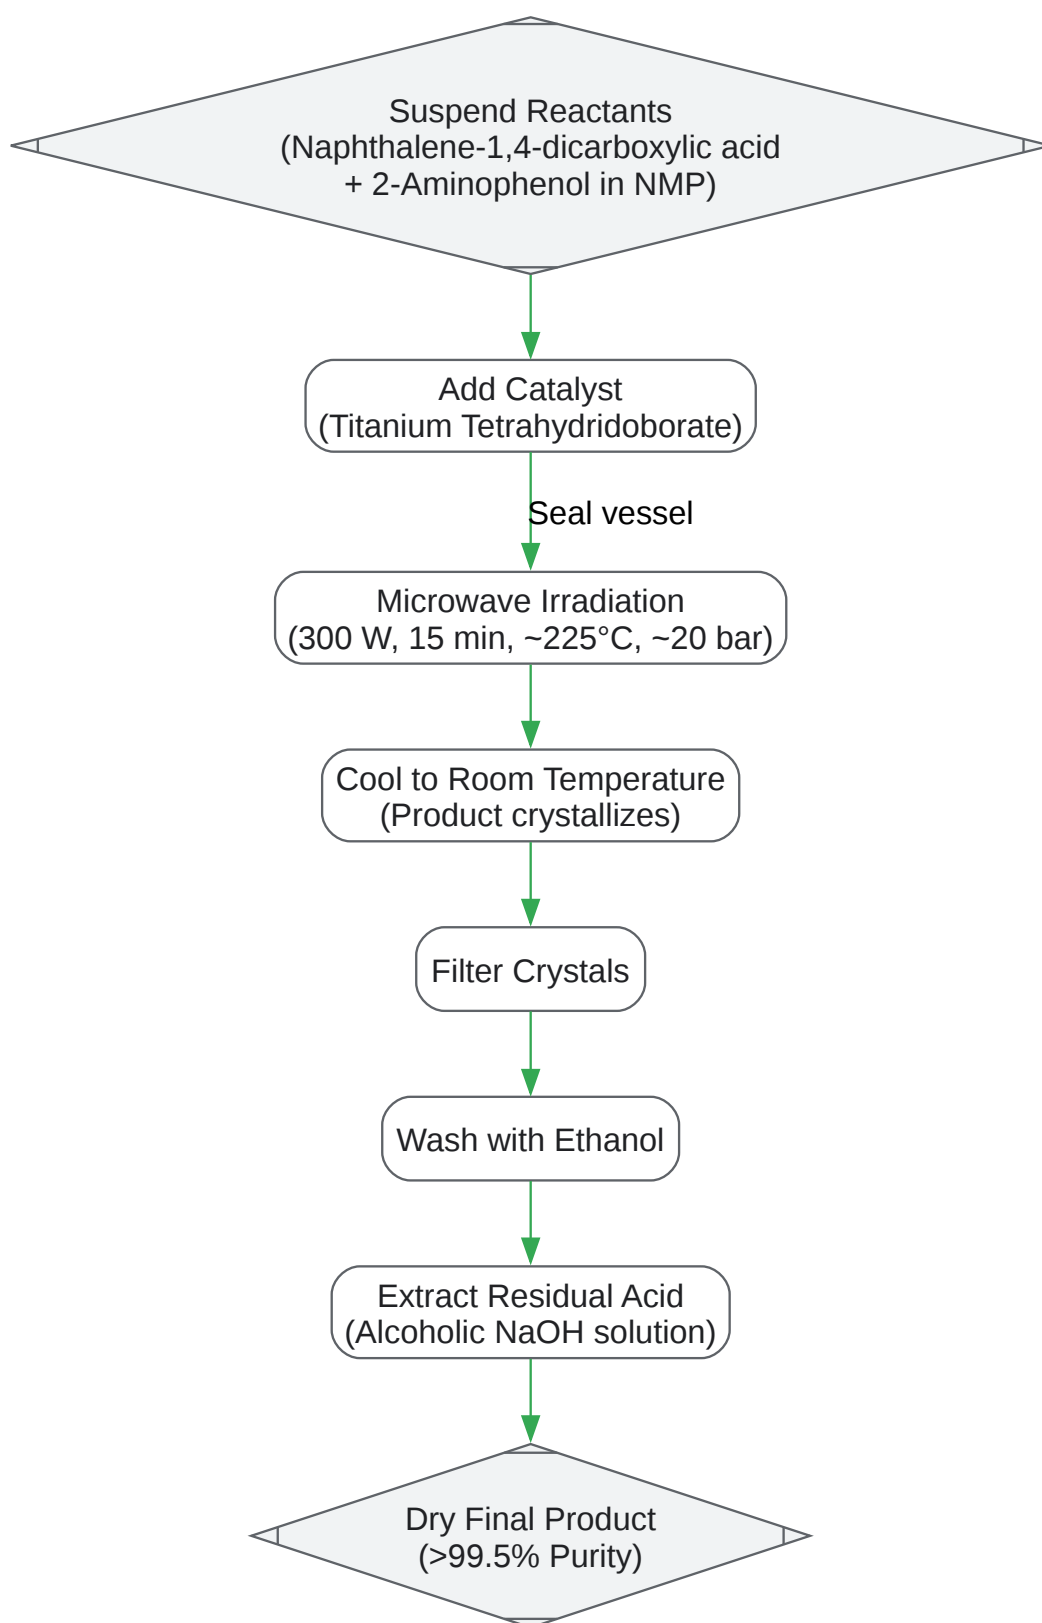 Suspend Reactants
(Naphthalene-1,4-dicarboxylic acid
+ 2-Aminophenol in NMP)
Add Catalyst
(Titanium Tetrahydridoborate)
Seal vessel
Microwave Irradiation
(300 W, 15 min, ~225°C, ~20 bar)
Cool to Room Temperature
(Product crystallizes)
Filter Crystals
Wash with Ethanol
Extract Residual Acid
(Alcoholic NaOH solution)
Dry Final Product
(>99.5% Purity)